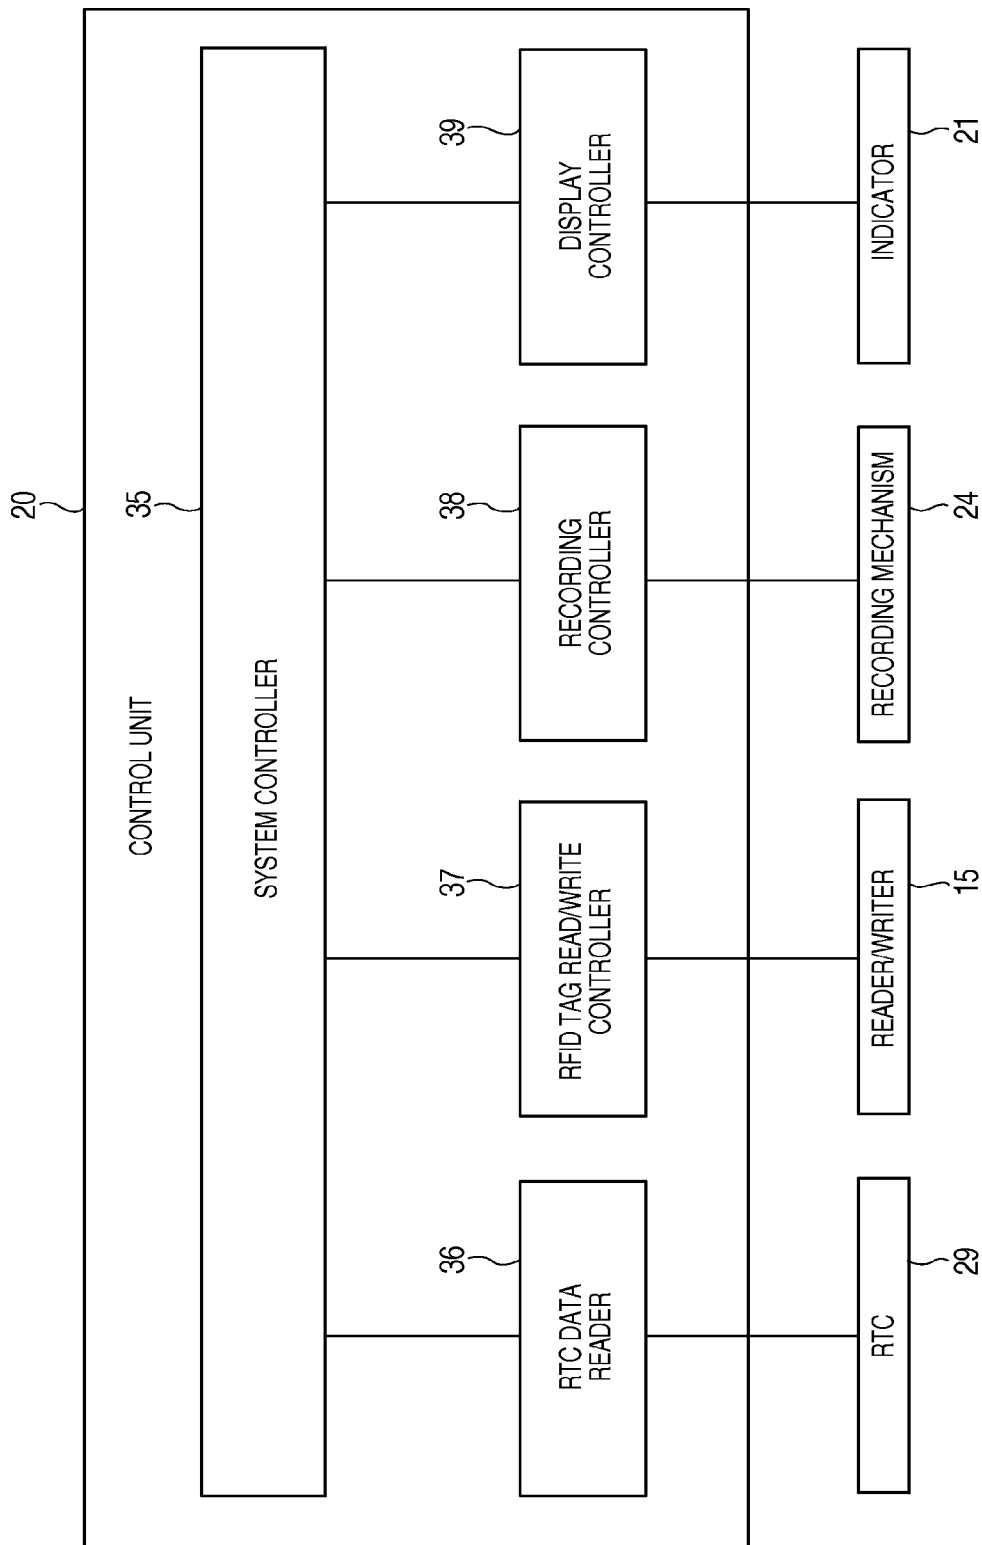 20
CONTROL UNIT
35
SYSTEM CONTROLLER
36
RTC DATA
READER
37
RFID TAG READ/WRITE
CONTROLLER
38
RECORDING
CONTROLLER
39
DISPLAY
CONTROLLER
29
RTC
15
READER/WRITER
24
RECORDING MECHANISM
21
INDICATOR